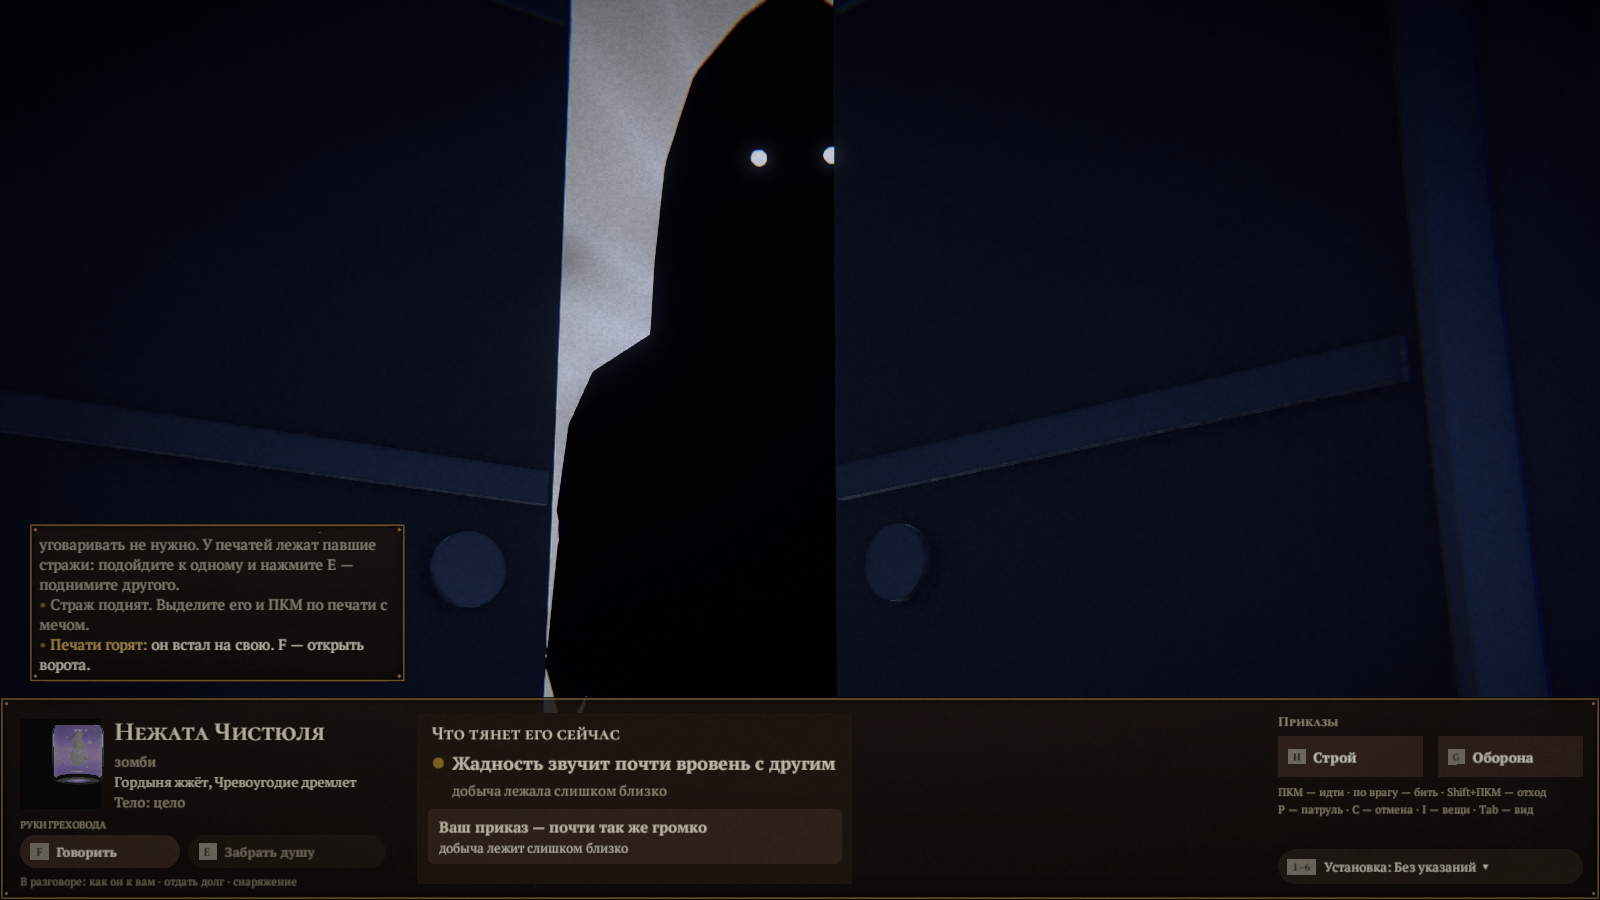 уговаривать не нужно. У печатей лежат павшие
стражи: подойдите к одному и нажмите E —
поднимите другого.
• Страж поднят. Выделите его и ПКМ по печати с
мечом.
• Печати горят: он встал на свою. F — открыть
ворота.
Нежата Чистюля
зомби
Гордыня жжёт, Чревоугодие дремлет
Тело: цело
Руки греховода
F Говорить
E Забрать душу
В разговоре: как он к вам · отдать долг · снаряжение
Что тянет его сейчас
Жадность звучит почти вровень с другим
добыча лежала слишком близко
Ваш приказ — почти так же громко
добыча лежит слишком близко
Приказы
H Строй
G Оборона
ПКМ — идти · по врагу — бить · Shift+ПКМ — отход
P — патруль · C — отмена · I — вещи · Tab — вид
1–6 Установка: Без указаний ▾